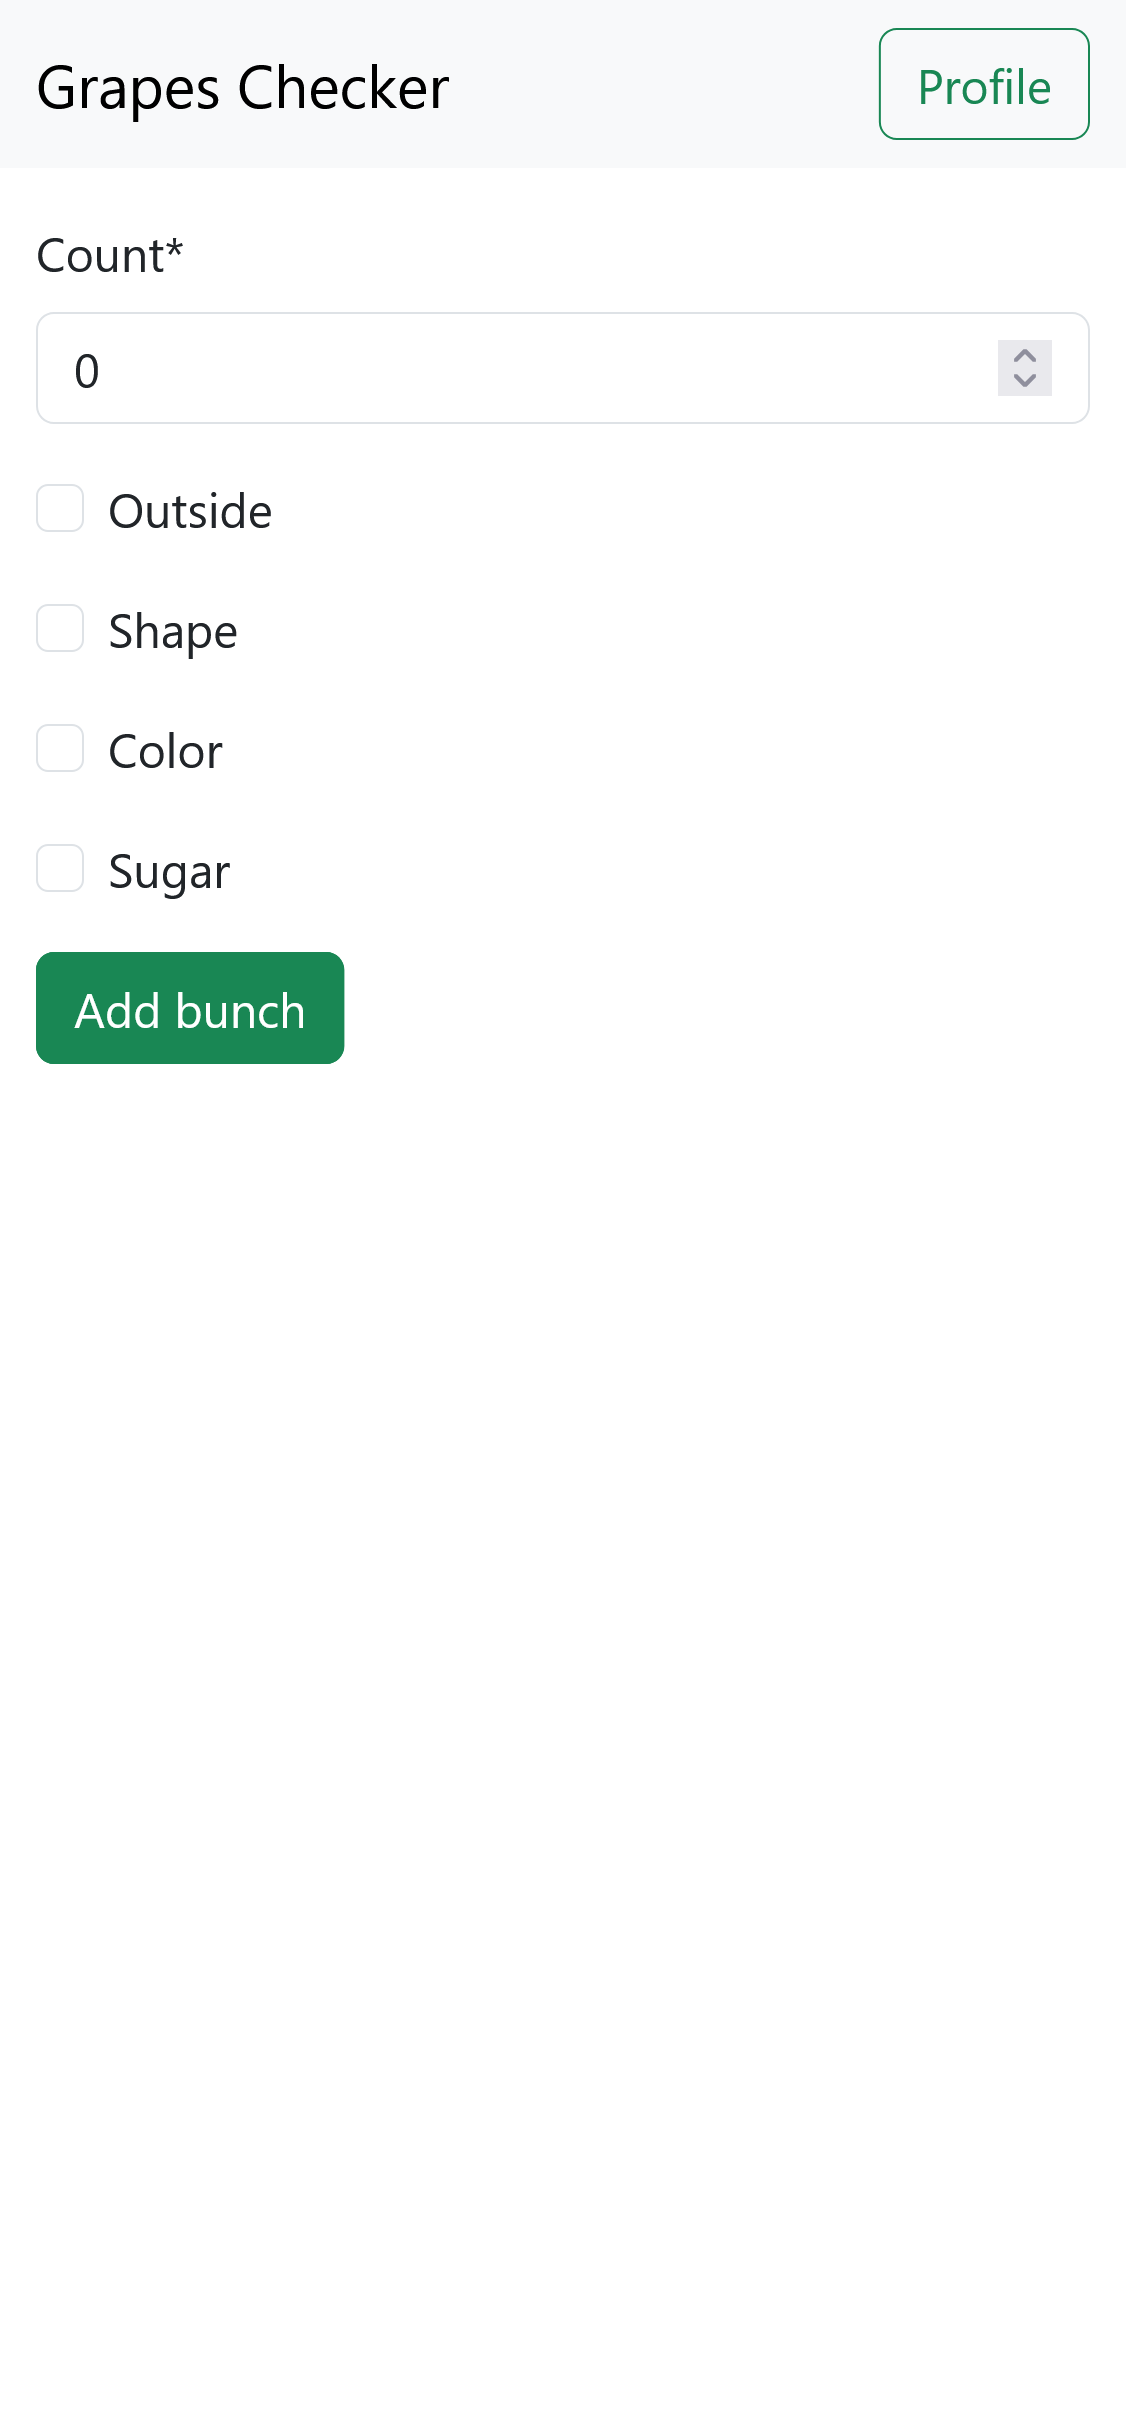 Grapes Checker
Profile
Count*
0
Outside
Shape
Color
Sugar
Add bunch